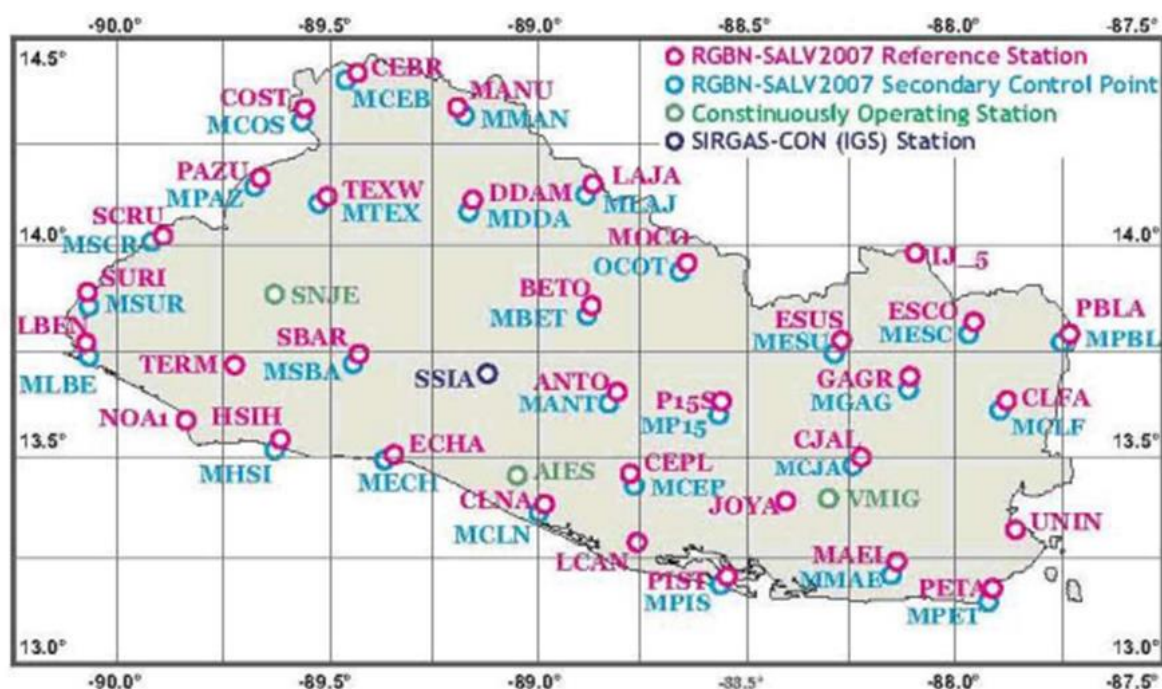 -90.0° -89.5° -89.0° -88.5° -88.0° -87.5°
14.5°
RGBN-SALV2007 Reference Station
CEBR
RGBN-SALV2007 Secondary Control Point
MCEB
COST
MANU
Constinuously Operating Station
MCOS
MMAN
SIRGAS-CON (IGS) Station
PAZU
LAJA
MPAZ
TEXW
DDAM
MLAJ
MTEX
MDDA
SCRU
MSCR
MOCO
14.0° 14.0°
IJ_5
OCOT
SURI
SNJE
BETO
MSUR
MBET
ESUS
ESCO
PBLA
LBEN
MESU
MESC
MPBL
SBAR
TERM
MSBA
SSIA
ANTO
GAGR
MLBE
MANT
P15S
MGAG
CLFA
NOA1
HSIH
MP15
MCLF
13.5° 13.5°
ECHA
CJAL
MHSI
MECH
AIES
CEPL
MCJA
MCEP
CLNA
JOYA
VMIG
MCLN
UNIN
LCAN
MAEL
PIST
MMAE
PETA
MPIS
MPET
13.0° 13.0°
-90.0° -89.5° -89.0° -33.5° -88.0° -87.5°